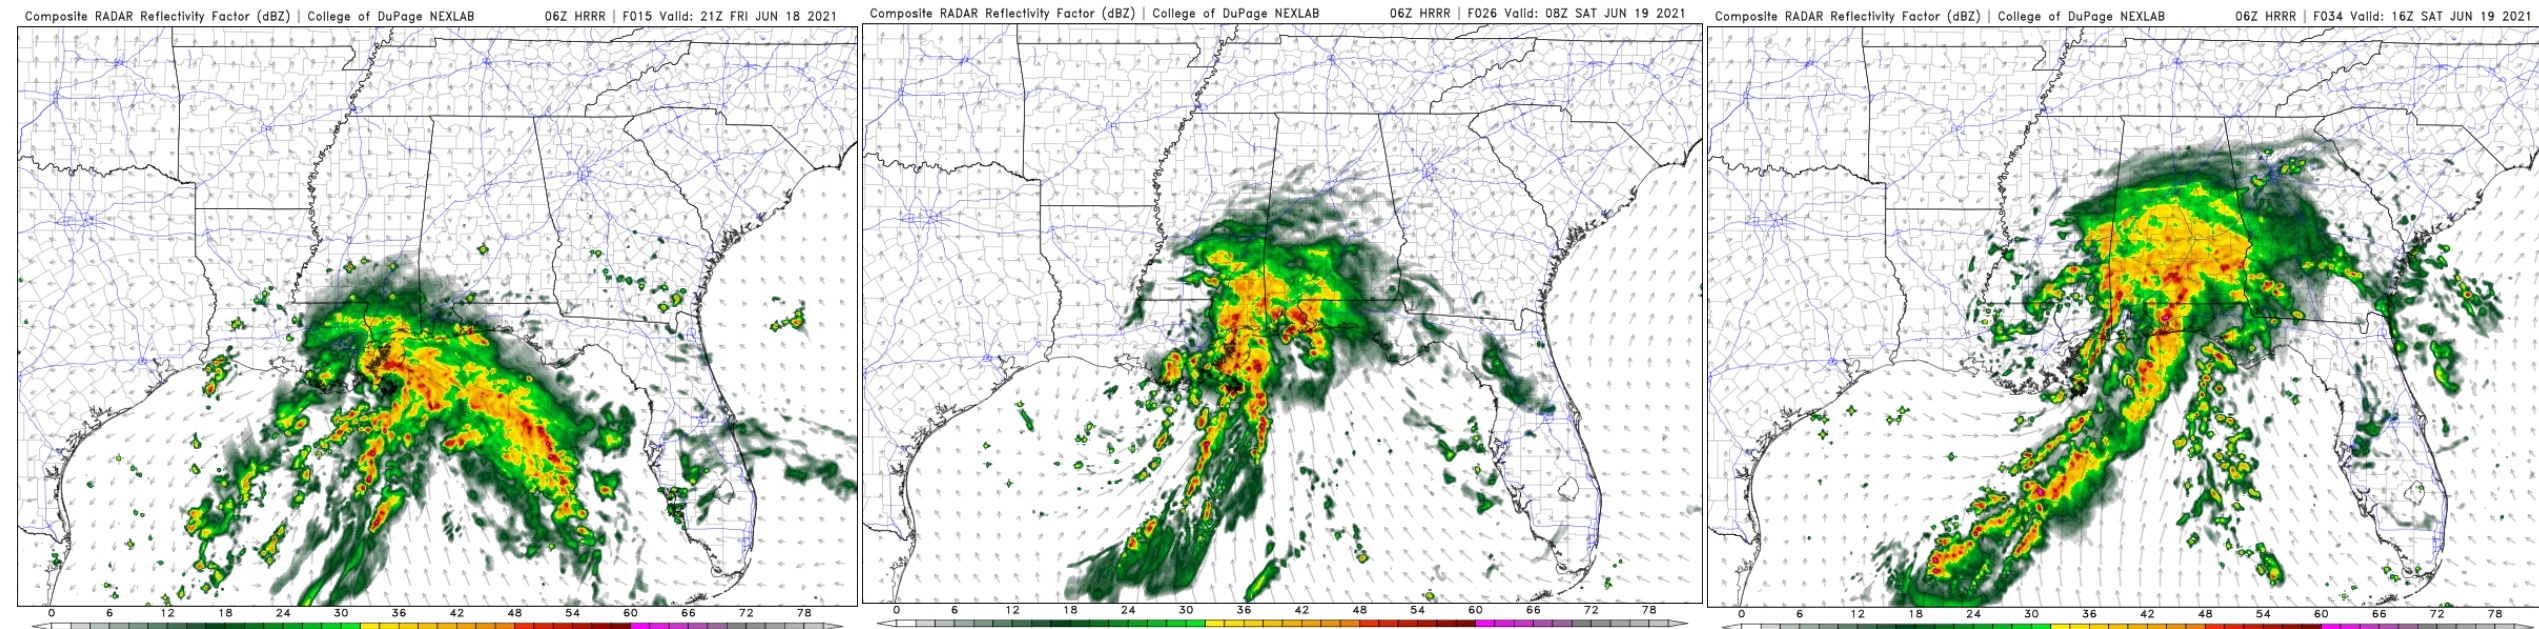 Composite RADAR Reflectivity Factor (dBZ) | College of DuPage NEXLAB 06Z HRRR | F015 Valid: 21Z FRI JUN 18 2021
0 6 12 18 24 30 36 42 48 54 60 66 72 78
Composite RADAR Reflectivity Factor (dBZ) | College of DuPage NEXLAB 06Z HRRR | F026 Valid: 08Z SAT JUN 19 2021
0 6 12 18 24 30 36 42 48 54 60 66 72 78
Composite RADAR Reflectivity Factor (dBZ) | College of DuPage NEXLAB 06Z HRRR | F034 Valid: 16Z SAT JUN 19 2021
0 6 12 18 24 30 36 42 48 54 60 66 72 78